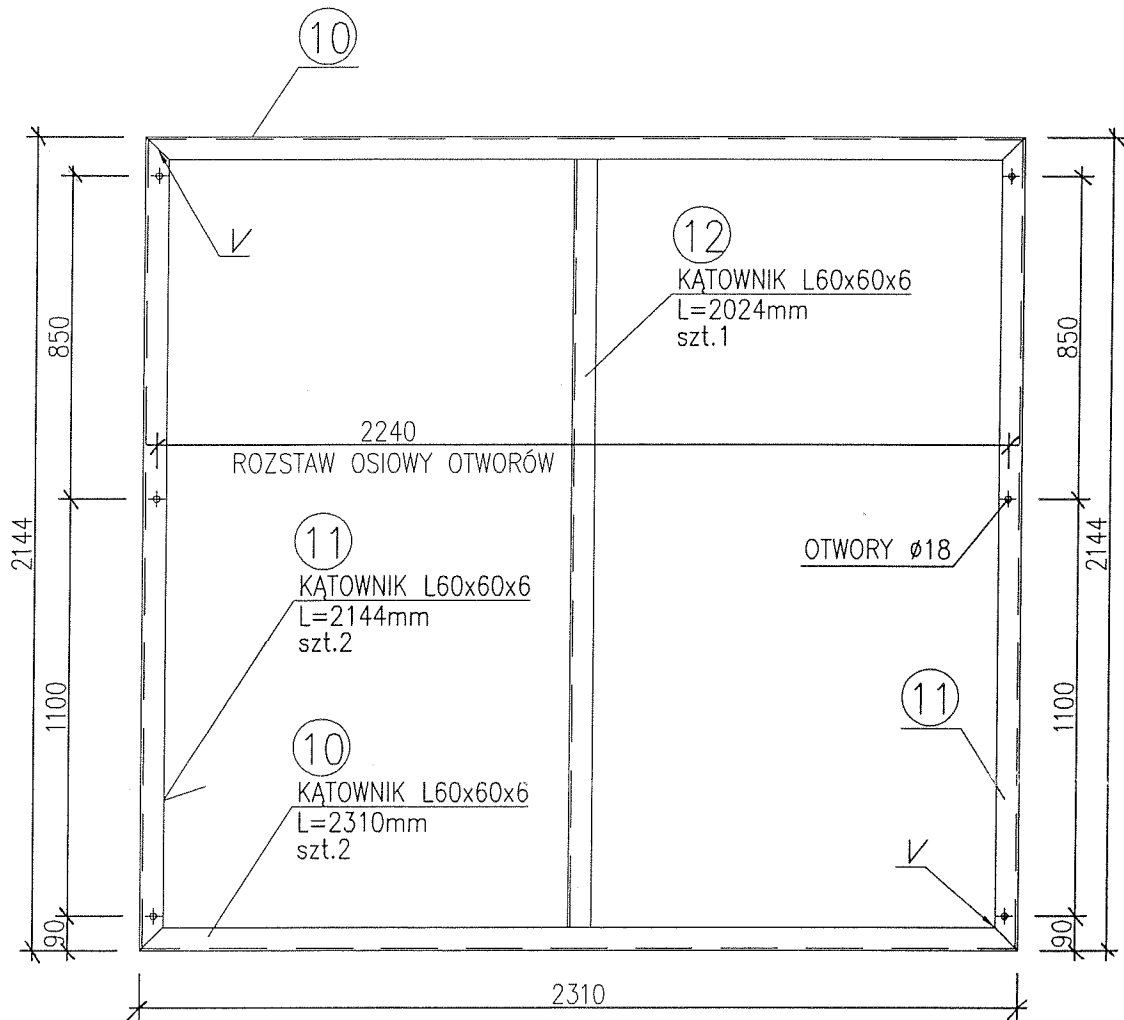 10
V
12
KĄTOWNIK L60x60x6
L=2024mm
szt.1
850
850
2240
ROZSTAW OSIOWY OTWORÓW
2144
2144
11
KĄTOWNIK L60x60x6
L=2144mm
szt.2
OTWORY ø18
1100
1100
11
10
KĄTOWNIK L60x60x6
L=2310mm
szt.2
V
90
90
2310